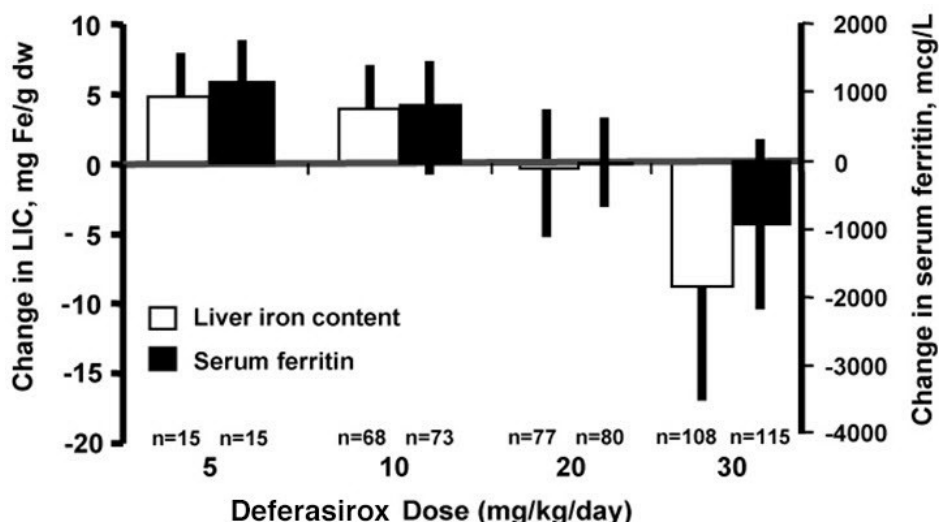 Change in LIC, mg Fe/g dw
10
5
0
- 5
-10
-15
-20
2000
1000
0
-1000
-2000
-3000
-4000
Change in serum ferritin, mcg/L
Liver iron content
Serum ferritin
n=15 n=15 n=68 n=73 n=77 n=80 n=108 n=115
5 10 20 30
Deferasirox Dose (mg/kg/day)